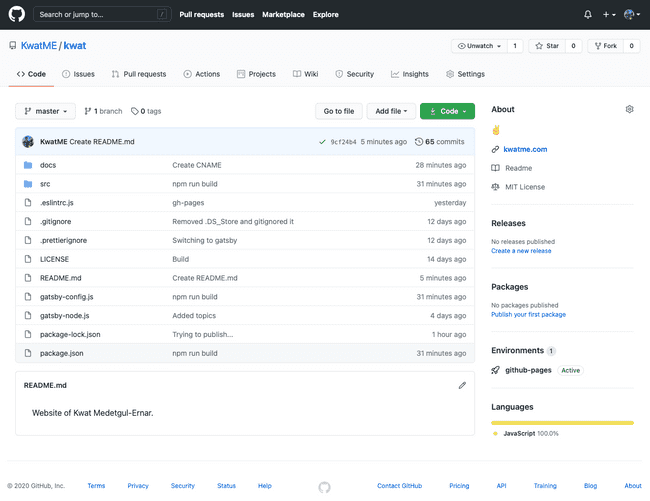 Search or jump to... / Pull requests Issues Marketplace Explore
KwatME / kwat
Unwatch 1 Star 0 Fork 0
Code Issues Pull requests Actions Projects Wiki Security Insights Settings
master 1 branch 0 tags Go to file Add file Code
KwatME Create README.md 9cf24b4 5 minutes ago 65 commits
docs Create CNAME 28 minutes ago
src npm run build 31 minutes ago
.eslintrc.js gh-pages yesterday
.gitignore Removed .DS_Store and gitignored it 12 days ago
.prettierignore Switching to gatsby 12 days ago
LICENSE Build 14 days ago
README.md Create README.md 5 minutes ago
gatsby-config.js npm run build 31 minutes ago
gatsby-node.js Added topics 4 days ago
package-lock.json Trying to publish... 1 hour ago
package.json npm run build 31 minutes ago
README.md
Website of Kwat Medetgul-Ernar.
About
✌
kwatme.com
Readme
MIT License
Releases
No releases published
Create a new release
Packages
No packages published
Publish your first package
Environments 1
github-pages Active
Languages
JavaScript 100.0%
© 2020 GitHub, Inc. Terms Privacy Security Status Help Contact GitHub Pricing API Training Blog About